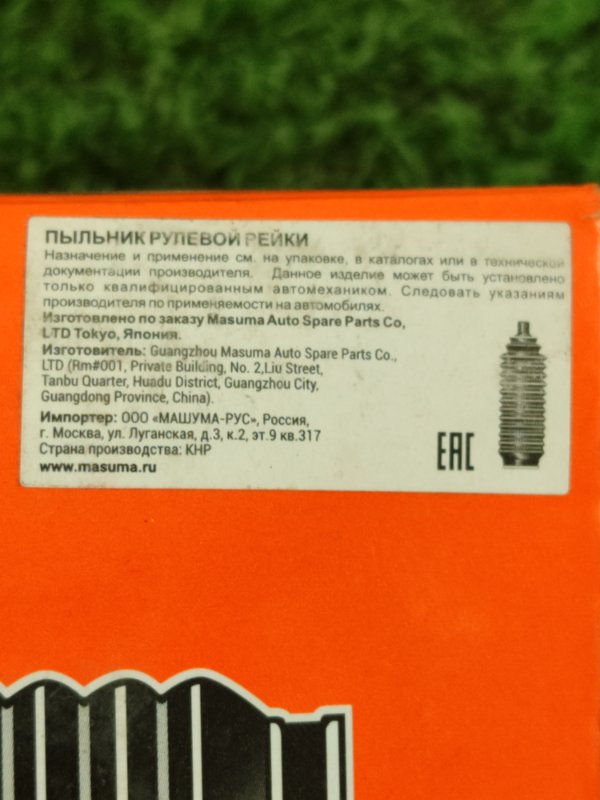 ПЫЛЬНИК РУЛЕВОЙ РЕЙКИ
Назначение и применение см. на упаковке, в каталогах или в технической
документации производителя. Данное изделие может быть установлено
только квалифицированным автомехаником. Следовать указаниям
производителя по применяемости на автомобилях.
Изготовлено по заказу Masuma Auto Spare Parts Co,
LTD Tokyo, Япония.
Изготовитель: Guangzhou Masuma Auto Spare Parts Co.,
LTD (Rm#001, Private Building, No. 2,Liu Street,
Tanbu Quarter, Huadu District, Guangzhou City,
Guangdong Province, China).
Импортер: ООО «МАШУМА-РУС», Россия,
г. Москва, ул. Луганская, д.3, к.2, эт.9 кв.317
Страна производства: КНР
www.masuma.ru
EAC